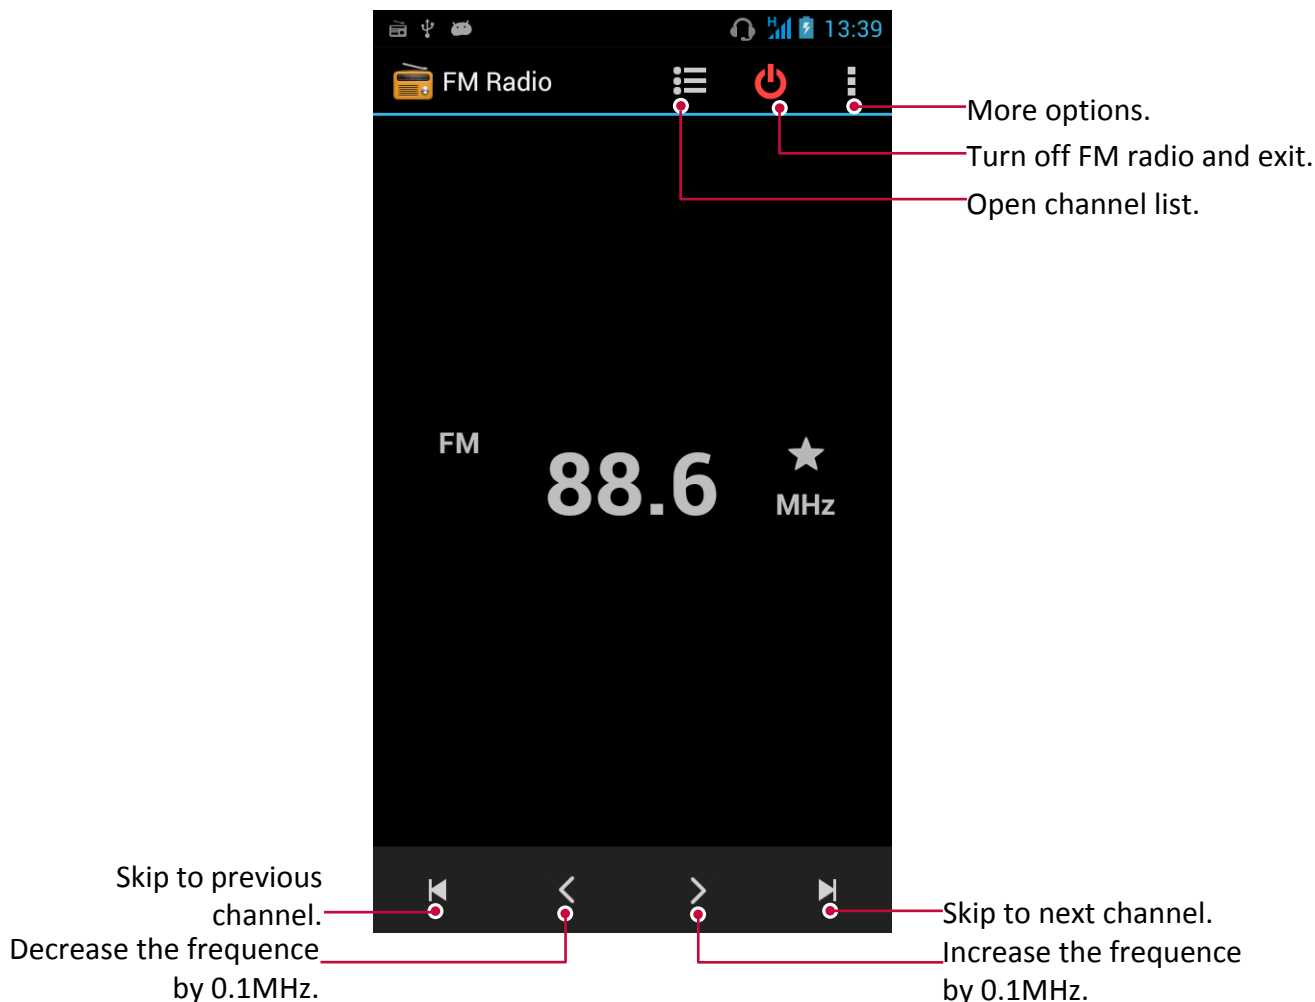 H 13:39
FM Radio
More options.
Turn off FM radio and exit.
Open channel list.
FM
88.6
MHz
Skip to previous
channel.
Decrease the frequence
by 0.1MHz.
Skip to next channel.
Increase the frequence
by 0.1MHz.